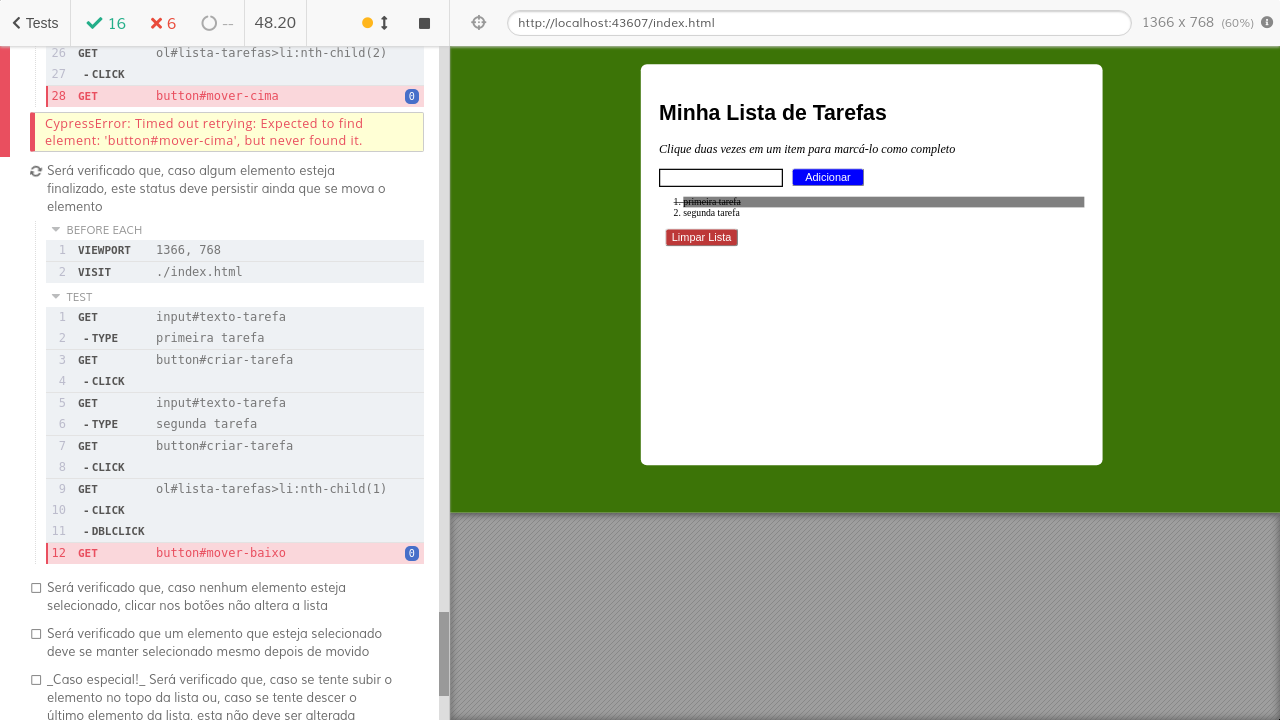 Tests 16 6 -- 48.20
26 GET ol#lista-tarefas>li:nth-child(2)
27 -CLICK
28 GET button#mover-cima 0
CypressError: Timed out retrying: Expected to find
element: 'button#mover-cima', but never found it.
Será verificado que, caso algum elemento esteja
finalizado, este status deve persistir ainda que se mova o
elemento
BEFORE EACH
1 VIEWPORT 1366, 768
2 VISIT ./index.html
TEST
1 GET input#texto-tarefa
2 -TYPE primeira tarefa
3 GET button#criar-tarefa
4 -CLICK
5 GET input#texto-tarefa
6 -TYPE segunda tarefa
7 GET button#criar-tarefa
8 -CLICK
9 GET ol#lista-tarefas>li:nth-child(1)
10 -CLICK
11 -DBLCLICK
12 GET button#mover-baixo 0
Será verificado que, caso nenhum elemento esteja
selecionado, clicar nos botões não altera a lista
Será verificado que um elemento que esteja selecionado
deve se manter selecionado mesmo depois de movido
_Caso especial!_ Será verificado que, caso se tente subir o
elemento no topo da lista ou, caso se tente descer o
último elemento da lista, esta não deve ser alterada
http://localhost:43607/index.html 1366 x 768 (60%)
Minha Lista de Tarefas
Clique duas vezes em um item para marcá-lo como completo
Adicionar
1. primeira tarefa
2. segunda tarefa
Limpar Lista